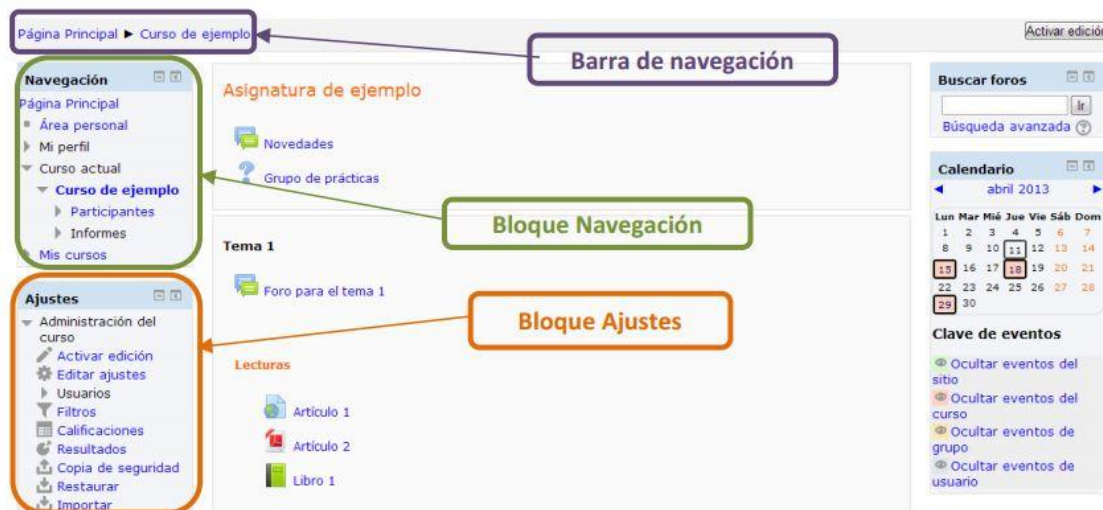 Página Principal ► Curso de ejemplo
Barra de navegación
Activar edición
Navegación
Página Principal
Área personal
Mi perfil
Curso actual
Curso de ejemplo
Participantes
Informes
Mis cursos
Ajustes
Administración del
curso
Activar edición
Editar ajustes
Usuarios
Filtros
Calificaciones
Resultados
Copia de seguridad
Restaurar
Importar
Asignatura de ejemplo
Novedades
Grupo de prácticas
Bloque Navegación
Tema 1
Foro para el tema 1
Bloque Ajustes
Lecturas
Artículo 1
Artículo 2
Libro 1
Buscar foros
Ir
Búsqueda avanzada ?
Calendario
◄ abril 2013 ►
Lun Mar Mié Jue Vie Sáb Dom
1 2 3 4 5 6 7
8 9 10 11 12 13 14
15 16 17 18 19 20 21
22 23 24 25 26 27 28
29 30
Clave de eventos
Ocultar eventos del
sitio
Ocultar eventos del
curso
Ocultar eventos de
grupo
Ocultar eventos de
usuario